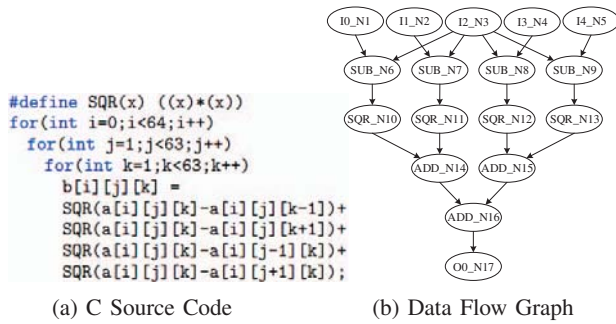 #define SQR(x) ((x)*(x))
for(int i=0;i<64;i++)
for(int j=1;j<63;j++)
for(int k=1;k<63;k++)
b[i][j][k] =
SQR(a[i][j][k]-a[i][j][k-1])+
SQR(a[i][j][k]-a[i][j][k+1])+
SQR(a[i][j][k]-a[i][j-1][k])+
SQR(a[i][j][k]-a[i][j+1][k]);
(a) C Source Code
I0_N1 I1_N2 I2_N3 I3_N4 I4_N5
SUB_N6 SUB_N7 SUB_N8 SUB_N9
SQR_N10 SQR_N11 SQR_N12 SQR_N13
ADD_N14 ADD_N15
ADD_N16
O0_N17
(b) Data Flow Graph